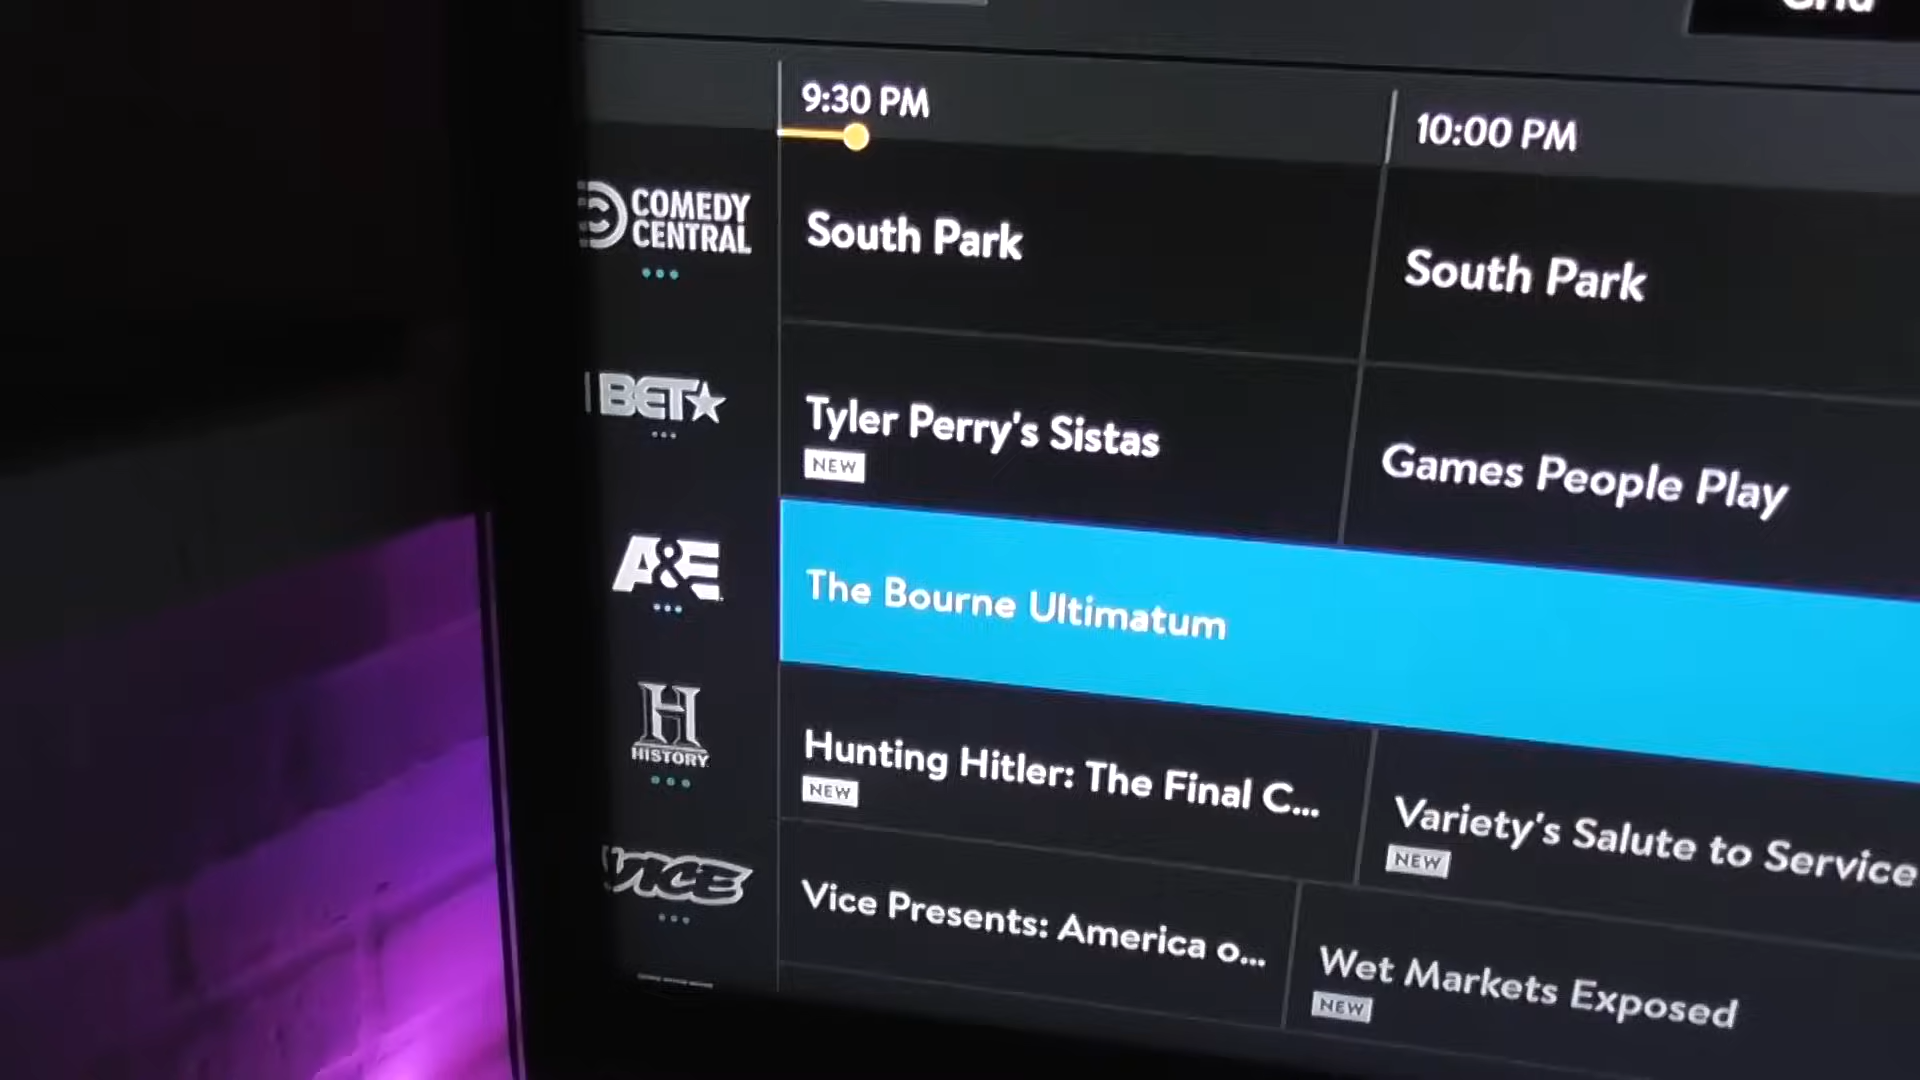 9:30 PM
10:00 PM
COMEDY
CENTRAL
South Park
South Park
BET
Tyler Perry's Sistas
NEW
Games People Play
A&E
The Bourne Ultimatum
H
HISTORY
Hunting Hitler: The Final C...
NEW
Variety's Salute to Service
NEW
VICE
Vice Presents: America o...
Wet Markets Exposed
NEW